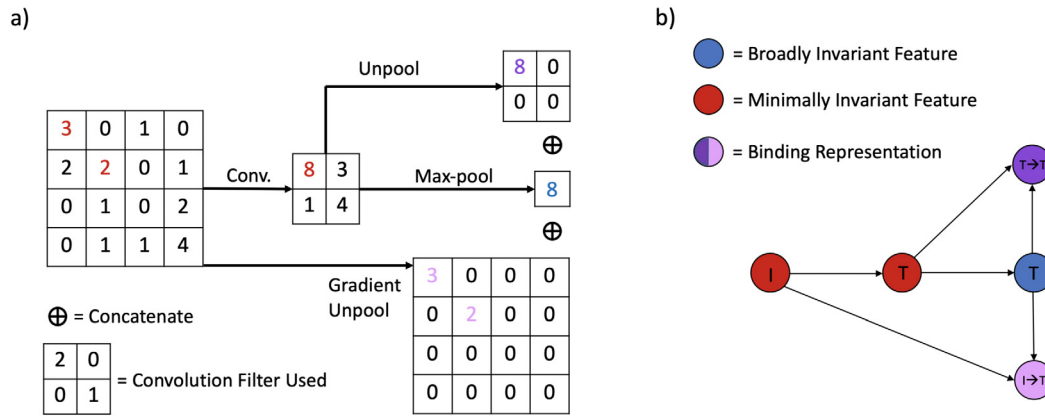 a)
Unpool
8 0
0 0
⊕
3 0 1 0
2 2 0 1
0 1 0 2
0 1 1 4
Conv.
8 3
1 4
Max-pool
8
⊕
Gradient
Unpool
3 0 0 0
0 2 0 0
0 0 0 0
0 0 0 0
⊕ = Concatenate
2 0
0 1
= Convolution Filter Used
b)
= Broadly Invariant Feature
= Minimally Invariant Feature
= Binding Representation
T→T
I
T
T
I→T